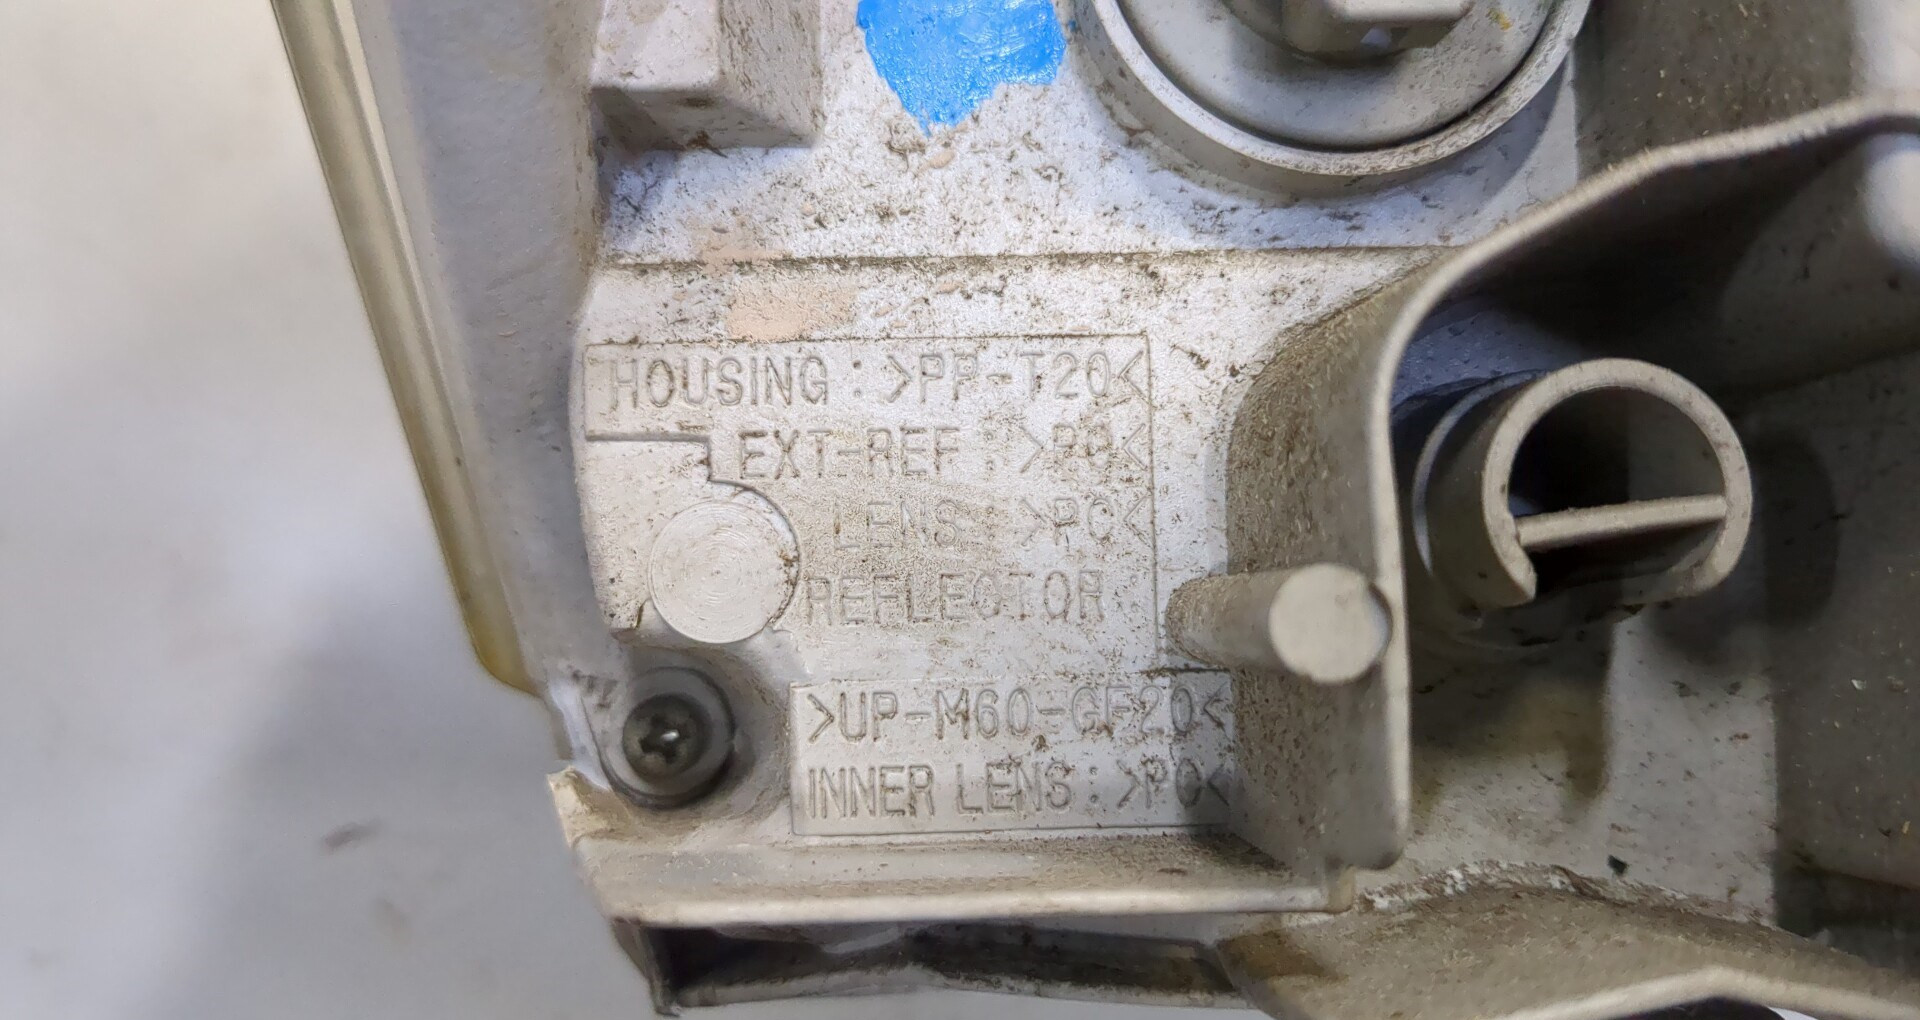 HOUSING : >PP-T20<
EXT-REF : >PC<
LENS : >PC<
REFLECTOR
>UP-M60-GF20<
INNER LENS : >PC<